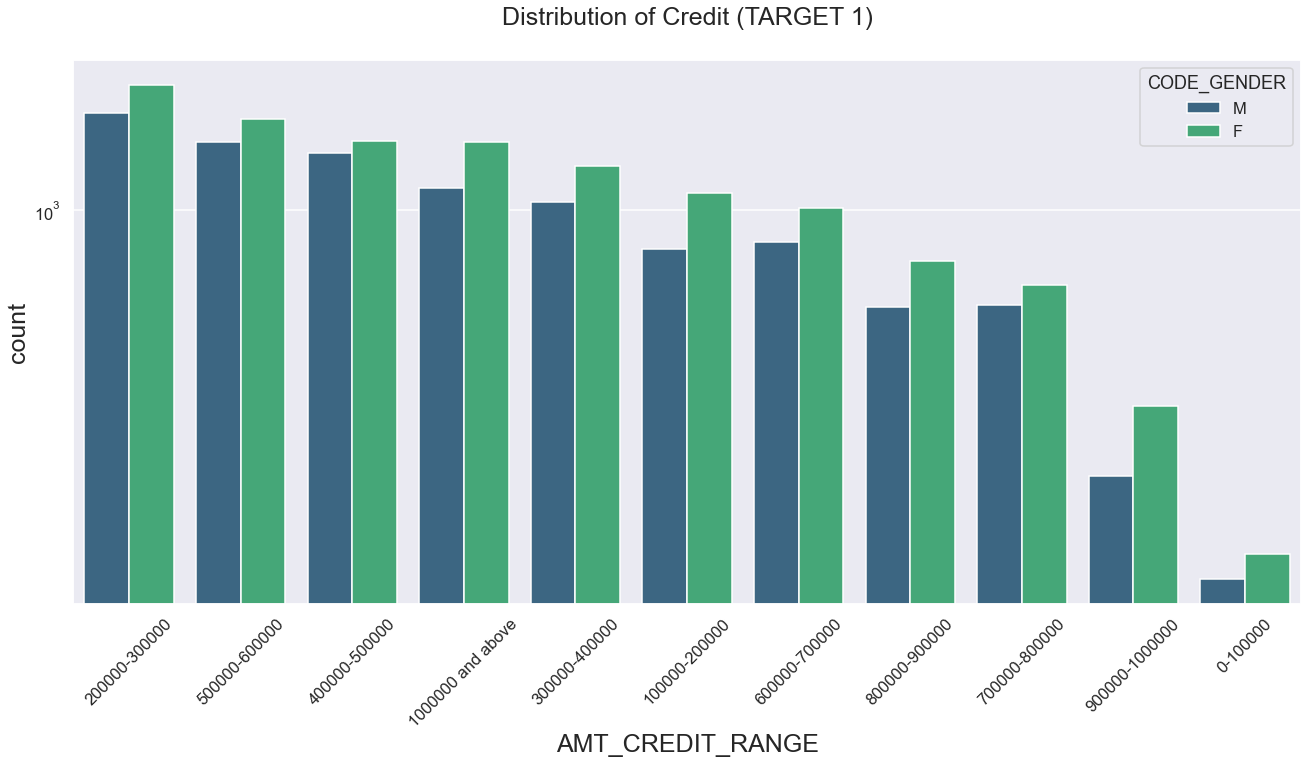 Distribution of Credit (TARGET 1)
CODE_GENDER
M
F
10³
count
200000-300000
500000-600000
400000-500000
1000000 and above
300000-400000
100000-200000
600000-700000
800000-900000
700000-800000
900000-1000000
0-100000
AMT_CREDIT_RANGE